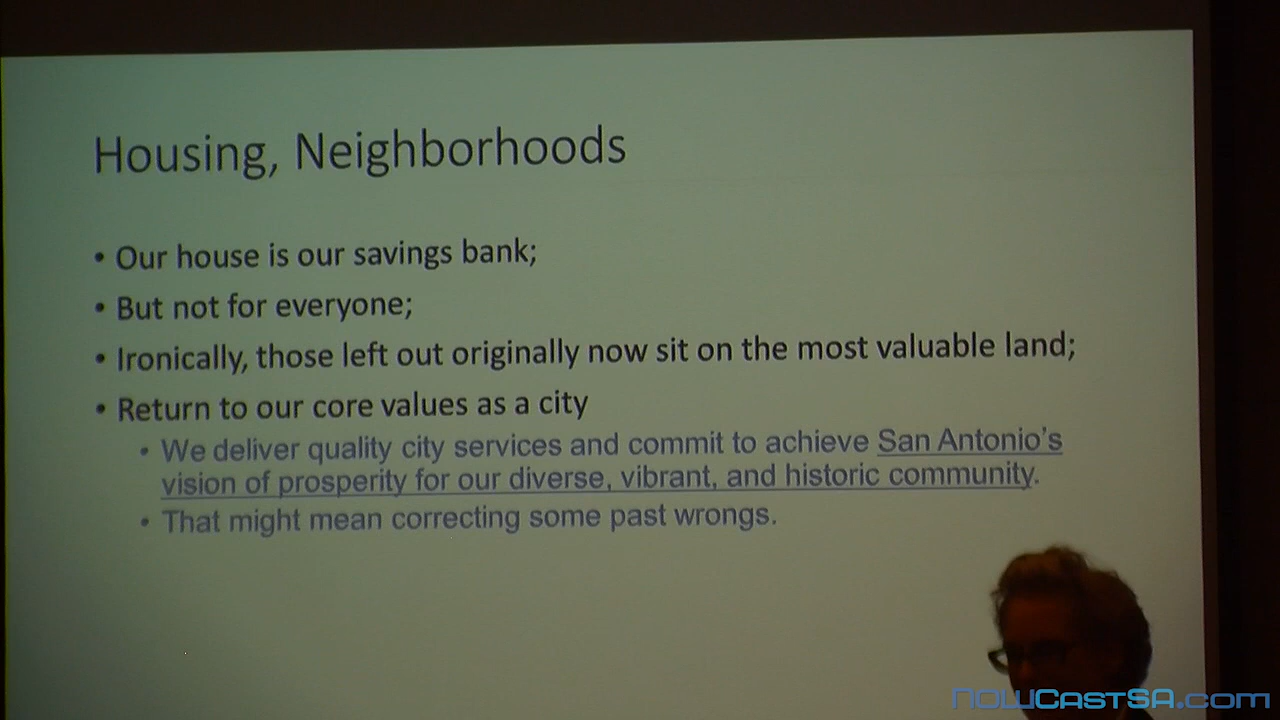 Housing, Neighborhoods
• Our house is our savings bank;
• But not for everyone;
• Ironically, those left out originally now sit on the most valuable land;
• Return to our core values as a city
• We deliver quality city services and commit to achieve San Antonio's
vision of prosperity for our diverse, vibrant, and historic community.
• That might mean correcting some past wrongs.
NOWCASTSA.com